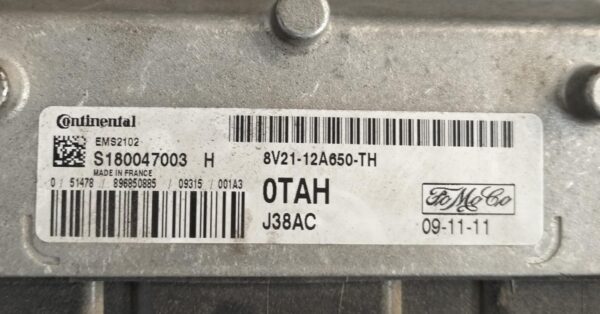 Continental
EMS2102
S180047003 H
MADE IN FRANCE
0 / 51478 / 896850885 / 09315 / 001A3
8V21-12A650-TH
0TAH
J38AC
FoMoCo
09-11-11